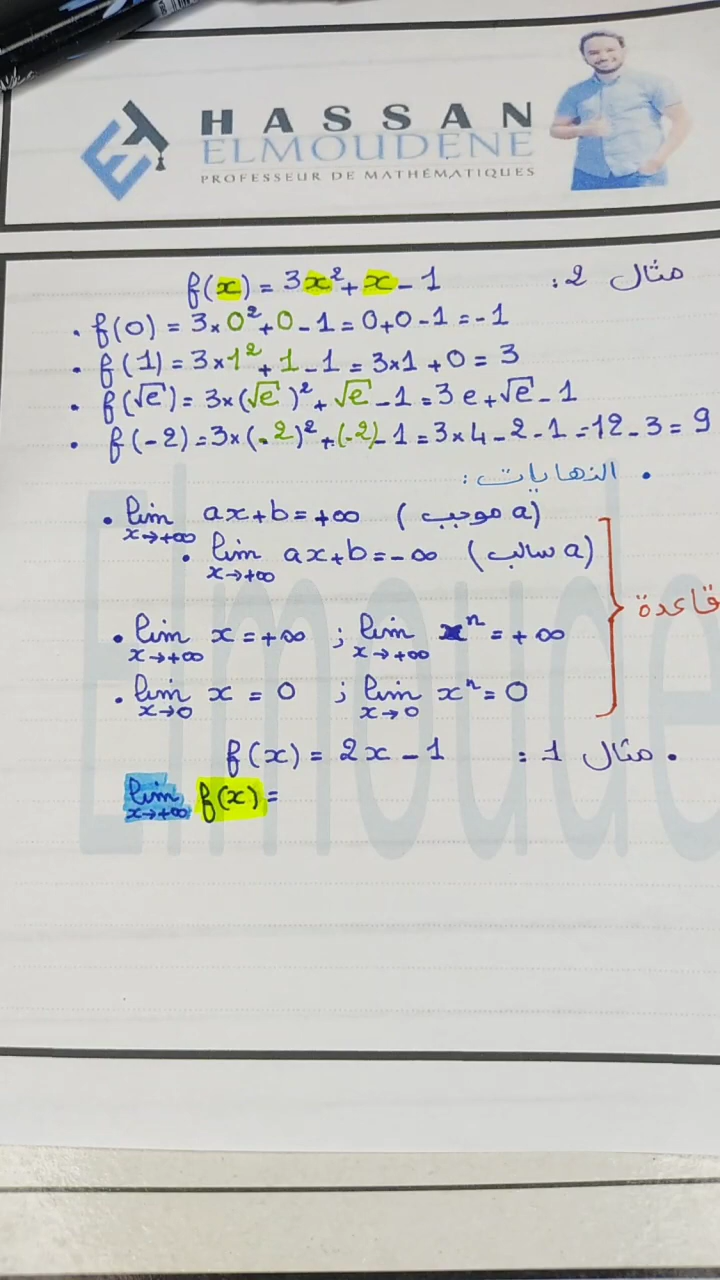 HASSAN
ELMOUDENE
PROFESSEUR DE MATHÉMATIQUES
مثال 2: f(x) = 3x² + x - 1
• f(0) = 3×0²+0-1 = 0+0-1 = -1
• f(1) = 3×1²+1-1 = 3×1+0 = 3
• f(√e) = 3×(√e)²+√e-1 = 3e+√e-1
• f(-2) = 3×(-2)²+(-2)-1 = 3×4-2-1 = 12-3 = 9
• النهايات:
• lim x→+∞ ax+b = +∞ (a موجب)
• lim x→+∞ ax+b = -∞ (a سالب)
قاعدة
• lim x→+∞ x = +∞ ; lim x→+∞ xⁿ = +∞
• lim x→0 x = 0 ; lim x→0 xⁿ = 0
• مثال 1: f(x) = 2x - 1
lim x→+∞ f(x) =
Elmoude